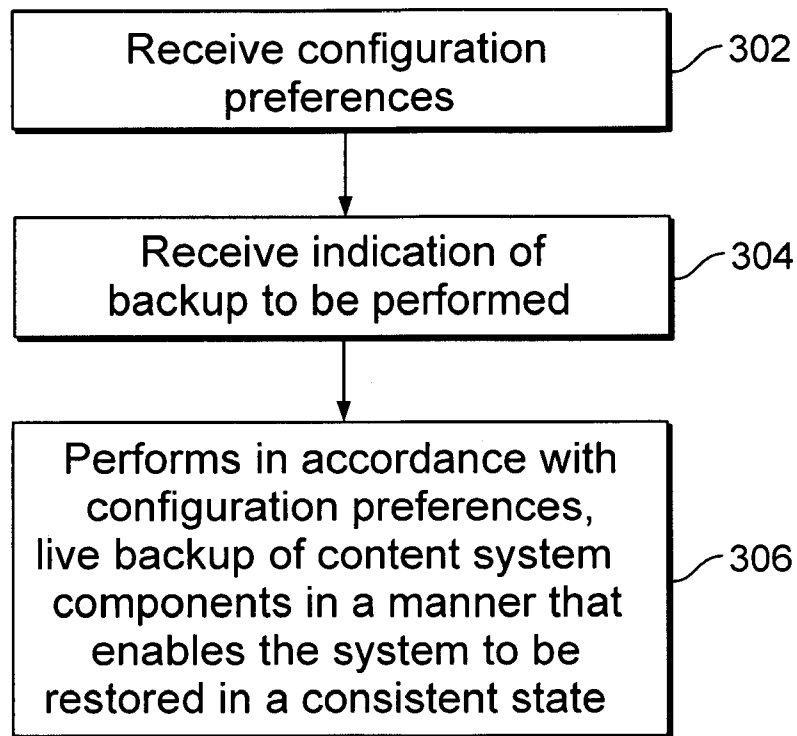 Receive configuration
preferences
302
Receive indication of
backup to be performed
304
Performs in accordance with
configuration preferences,
live backup of content system
components in a manner that
enables the system to be
restored in a consistent state
306